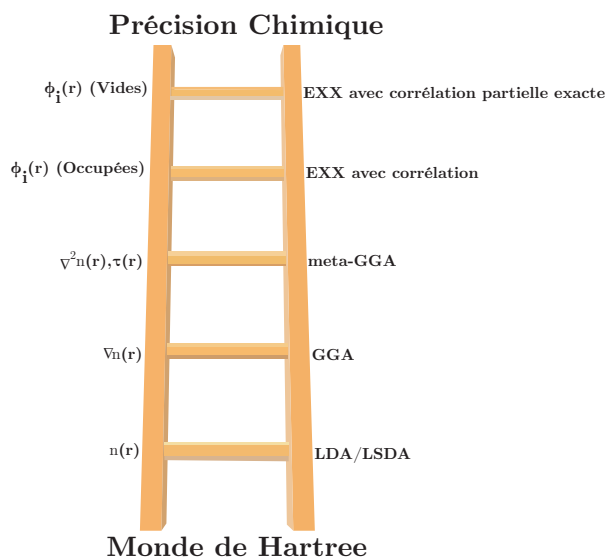 Précision Chimique
ϕi(r) (Vides) EXX avec corrélation partielle exacte
ϕi(r) (Occupées) EXX avec corrélation
∇²n(r),τ(r) meta-GGA
∇n(r) GGA
n(r) LDA/LSDA
Monde de Hartree